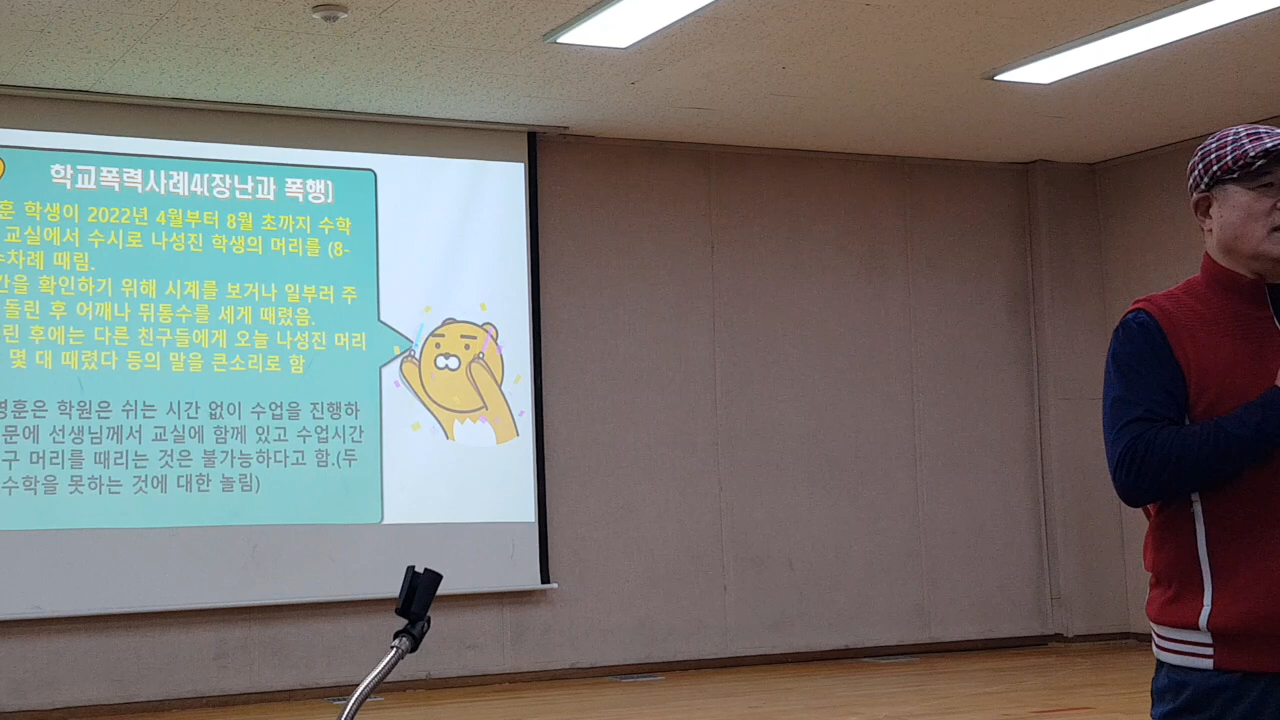 학교폭력사례4[장난과 폭행]
훈 학생이 2022년 4월부터 8월 초까지 수학
교실에서 수시로 나성진 학생의 머리를 (8-
수차례 때림.
간을 확인하기 위해 시계를 보거나 일부러 주
돌린 후 어깨나 뒤통수를 세게 때렸음.
린 후에는 다른 친구들에게 오늘 나성진 머리
몇 대 때렸다 등의 말을 큰소리로 함
영훈은 학원은 쉬는 시간 없이 수업을 진행하
문에 선생님께서 교실에 함께 있고 수업시간
구 머리를 때리는 것은 불가능하다고 함.(두
수학을 못하는 것에 대한 놀림)